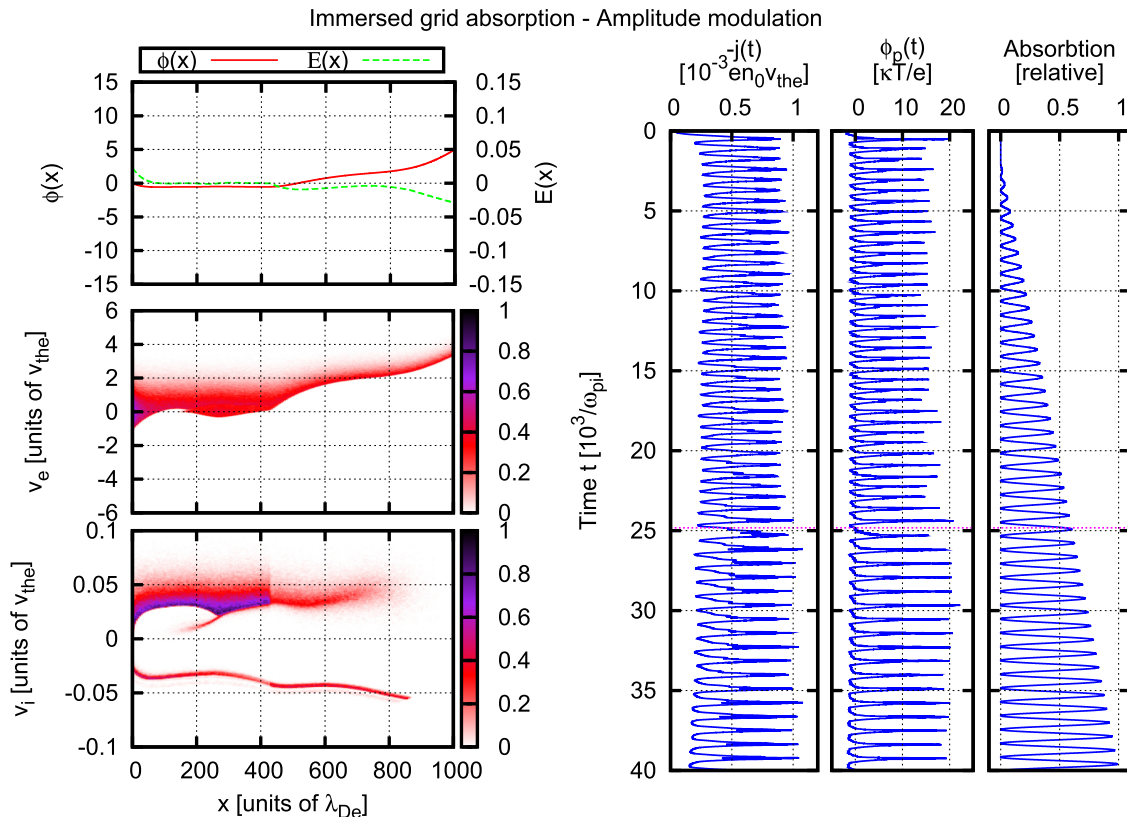 Immersed grid absorption - Amplitude modulation
ϕ(x) E(x)
15 0.15
10 0.1
5 0.05
0 0
-5 -0.05
-10 -0.1
-15 -0.15
ϕ(x)
E(x)
6 1
4 0.8
2 0.6
0 0.4
-2
-4 0.2
-6 0
v_e [units of v_the]
0.1 1
0.05 0.8
0 0.6
0.4
-0.05 0.2
-0.1 0
v_i [units of v_the]
0 200 400 600 800 1000
x [units of λ_De]
-j(t) ϕ_p(t) Absorbtion
[10^-3 en_0v_the] [κT/e] [relative]
0 0.5 1 0 10 20 0 0.5 1
0
5
10
15
20
25
30
35
40
Time t [10^3/ω_pi]